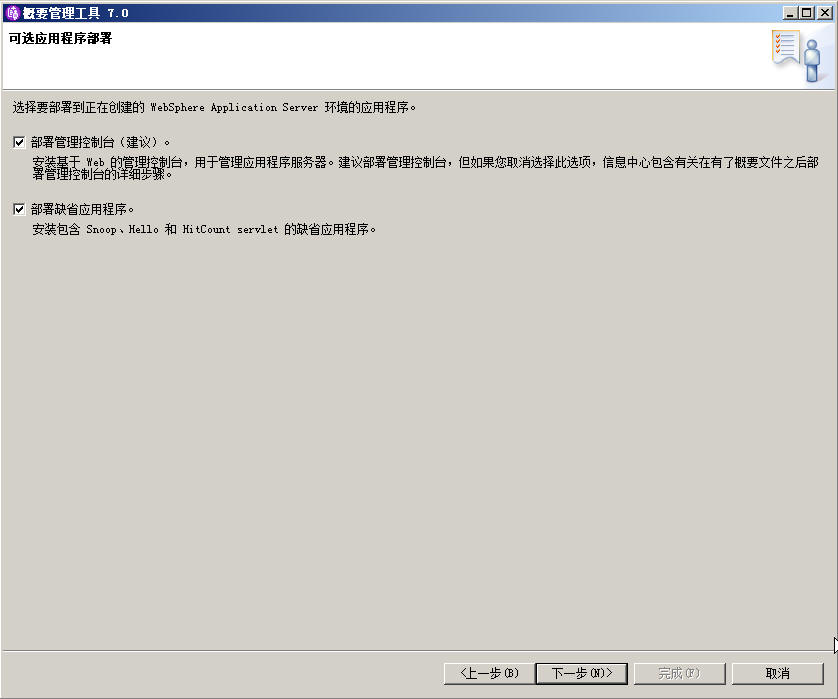 概要管理工具 7.0
可选应用程序部署
选择要部署到正在创建的 WebSphere Application Server 环境的应用程序。
部署管理控制台（建议）。
安装基于 Web 的管理控制台，用于管理应用程序服务器。建议部署管理控制台，但如果您取消选择此选项，信息中心包含有关在有了概要文件之后部
署管理控制台的详细步骤。
部署缺省应用程序。
安装包含 Snoop、Hello 和 HitCount servlet 的缺省应用程序。
<上一步(B)
下一步(N)>
完成(F)
取消